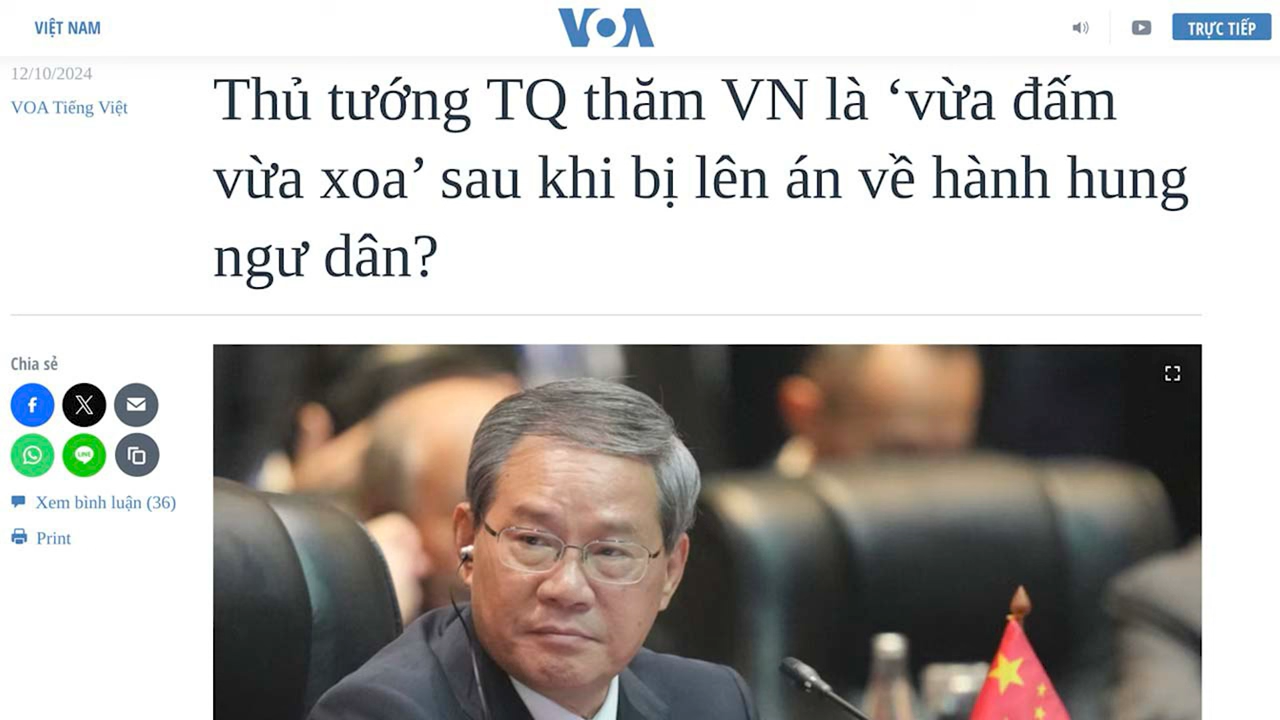 VIỆT NAM
VOA
TRỰC TIẾP
12/10/2024
VOA Tiếng Việt
Thủ tướng TQ thăm VN là ‘vừa đấm
vừa xoa’ sau khi bị lên án về hành hung
ngư dân?
Chia sẻ
LINE
Xem bình luận (36)
Print